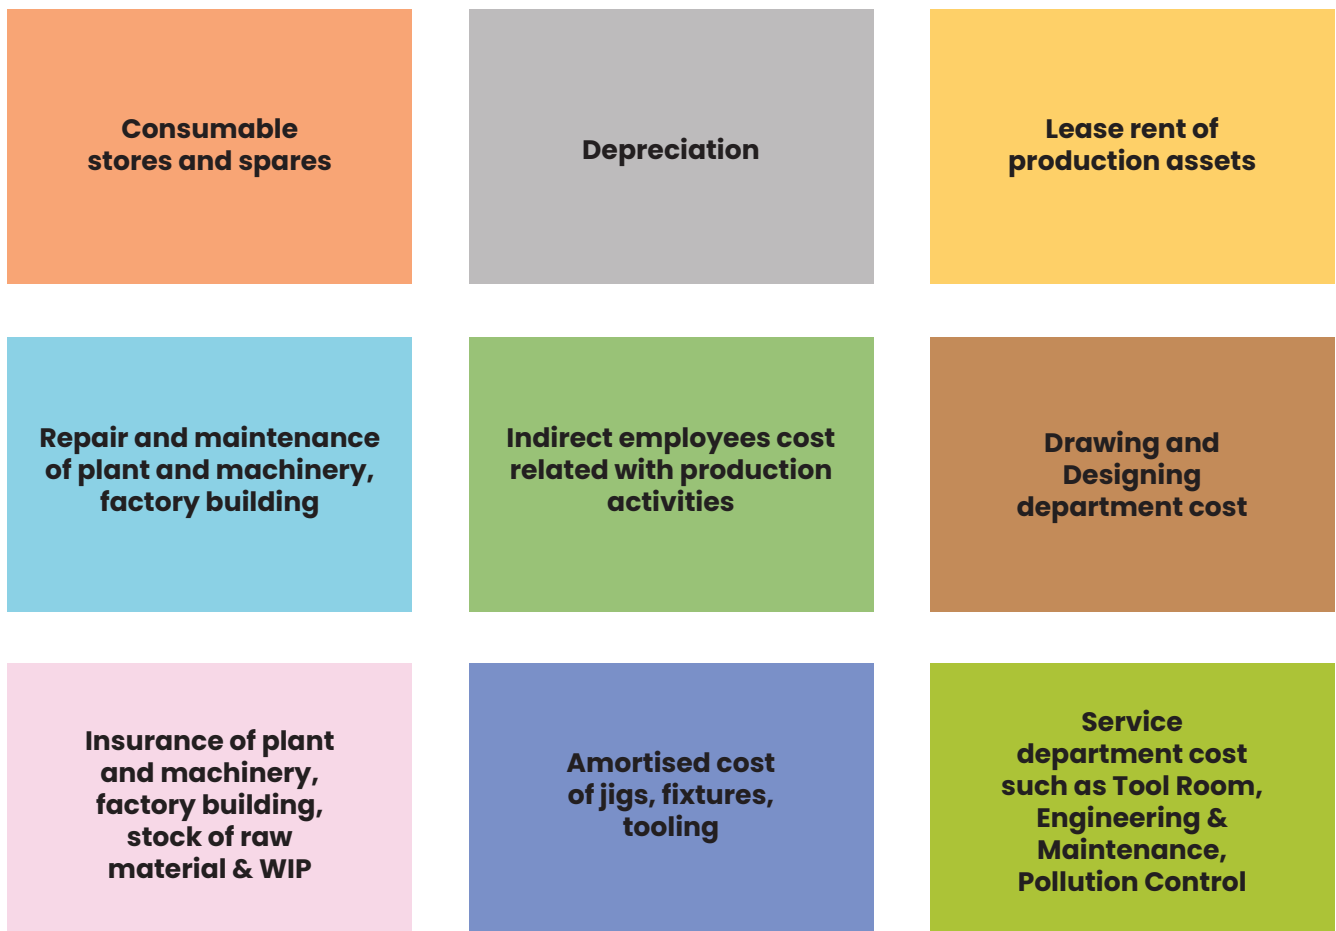 Consumable
stores and spares
Depreciation
Lease rent of
production assets
Repair and maintenance
of plant and machinery,
factory building
Indirect employees cost
related with production
activities
Drawing and
Designing
department cost
Insurance of plant
and machinery,
factory building,
stock of raw
material & WIP
Amortised cost
of jigs, fixtures,
tooling
Service
department cost
such as Tool Room,
Engineering &
Maintenance,
Pollution Control